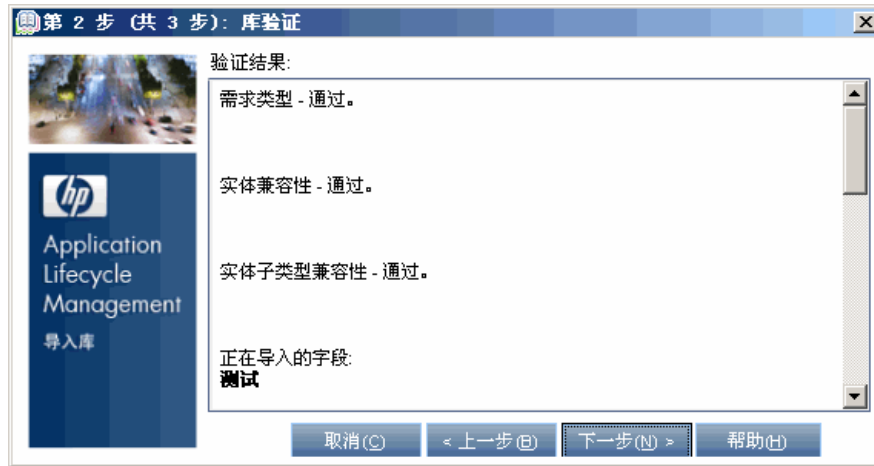 第 2 步 (共 3 步): 库验证
验证结果:
需求类型 - 通过。
实体兼容性 - 通过。
实体子类型兼容性 - 通过。
正在导入的字段:
测试
hp
Application
Lifecycle
Management
导入库
取消(C)
< 上一步(B)
下一步(N) >
帮助(H)